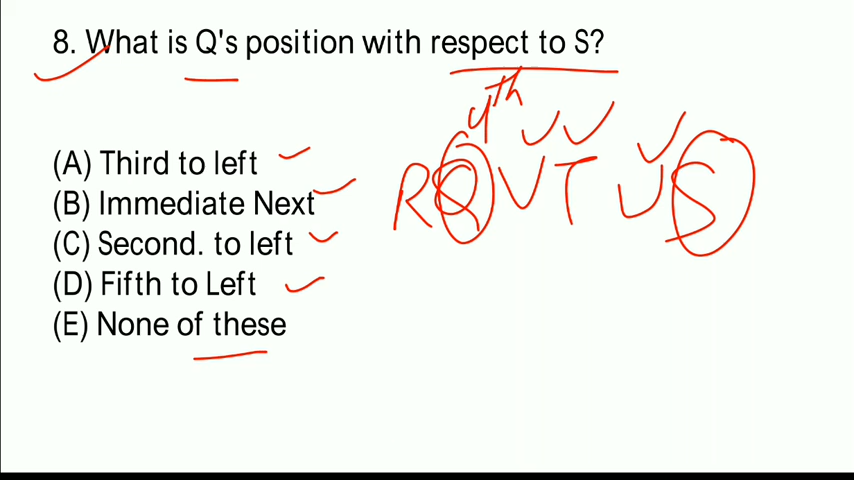 8. What is Q's position with respect to S?
4th
R Q V T U S
(A) Third to left
(B) Immediate Next
(C) Second. to left
(D) Fifth to Left
(E) None of these